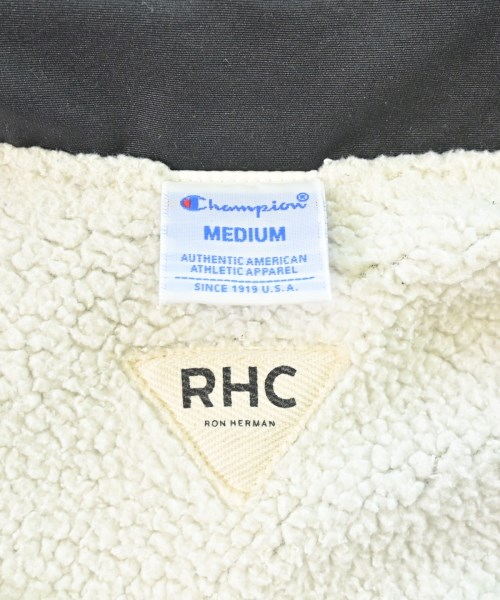 Champion®
MEDIUM
AUTHENTIC AMERICAN
ATHLETIC APPAREL
SINCE 1919 U.S.A.
RHC
RON HERMAN